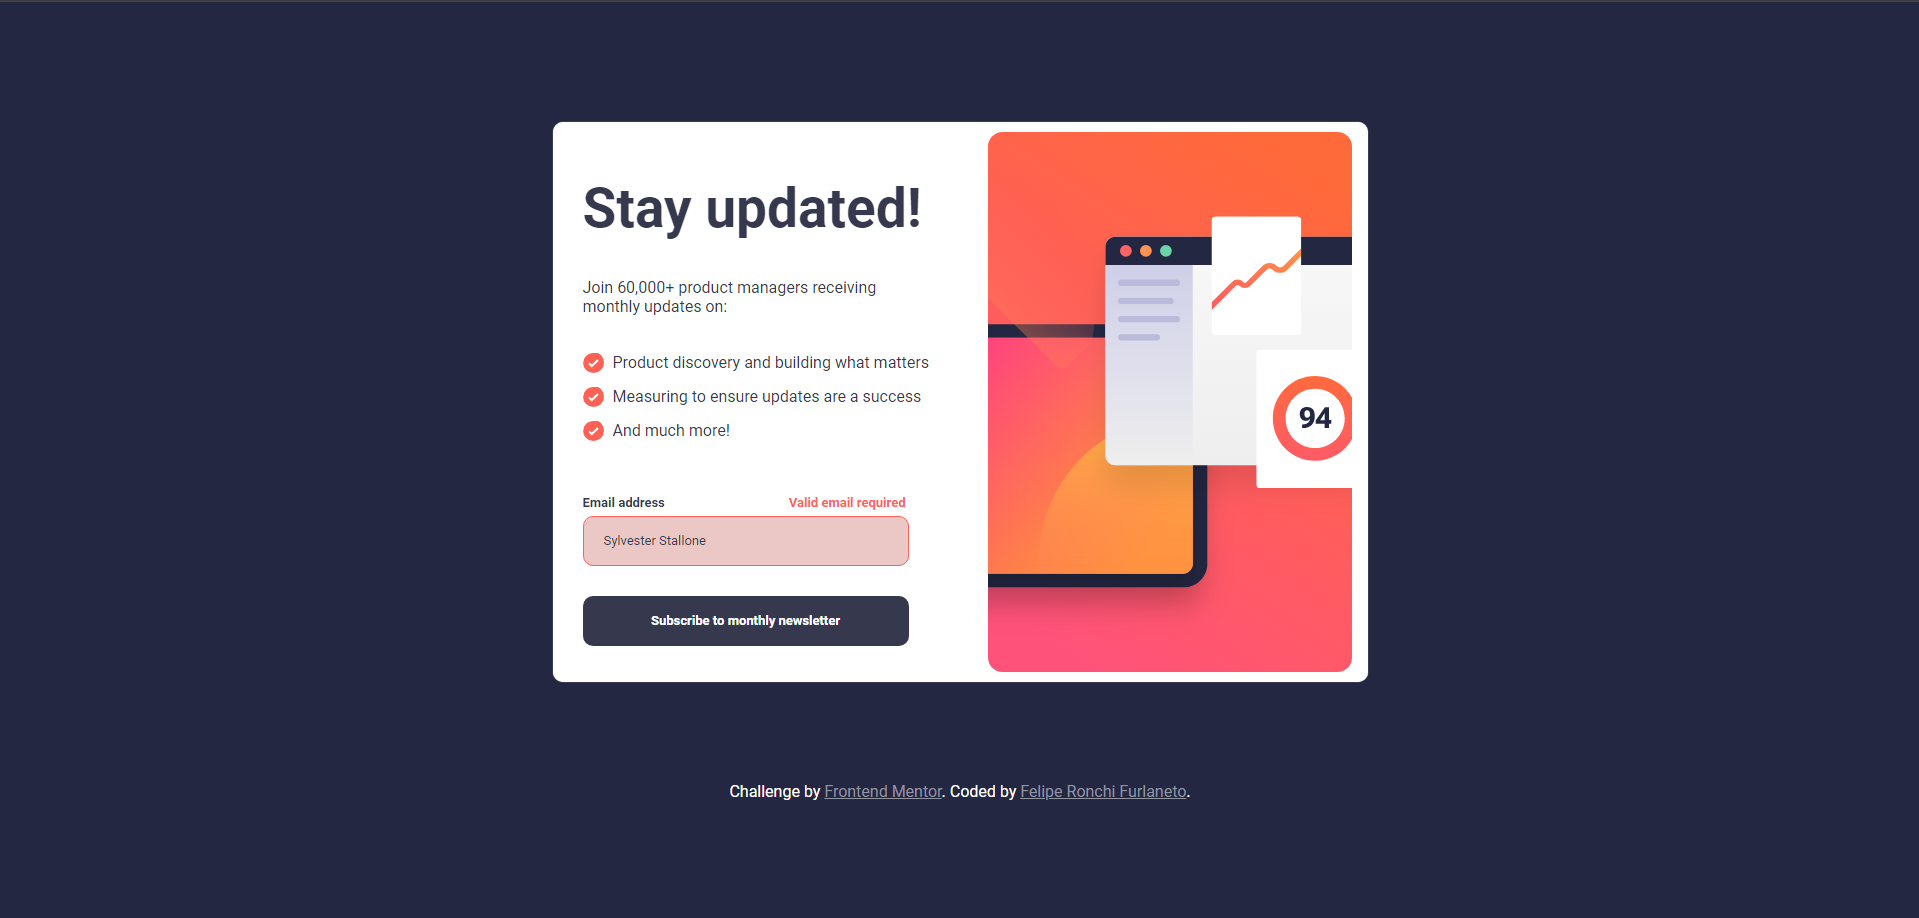 Stay updated!
Join 60,000+ product managers receiving
monthly updates on:
Product discovery and building what matters
Measuring to ensure updates are a success
And much more!
Email address
Valid email required
Sylvester Stallone
Subscribe to monthly newsletter
94
Challenge by Frontend Mentor. Coded by Felipe Ronchi Furlaneto.